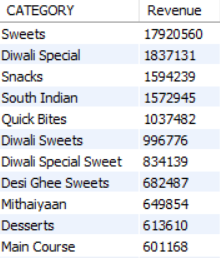 CATEGORY Revenue
Sweets 17920560
Diwali Special 1837131
Snacks 1594239
South Indian 1572945
Quick Bites 1037482
Diwali Sweets 996776
Diwali Special Sweet 834139
Desi Ghee Sweets 682487
Mithaiyaan 649854
Desserts 613610
Main Course 601168